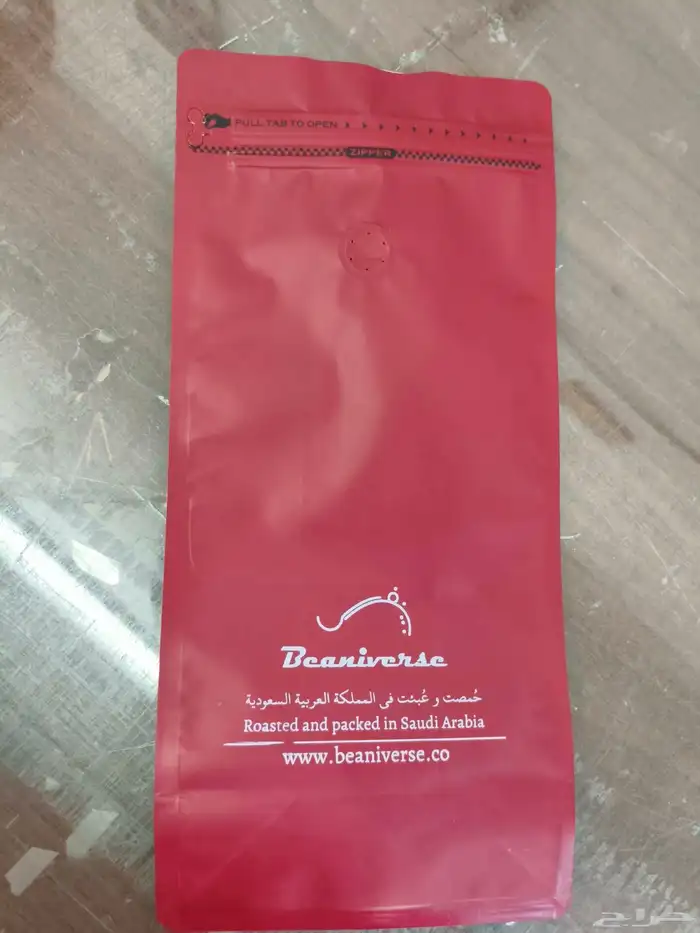 PULL TAB TO OPEN
ZIPPER
Beaniverse
حُمصت و عُبئت في المملكة العربية السعودية
Roasted and packed in Saudi Arabia
www.beaniverse.co
حراج